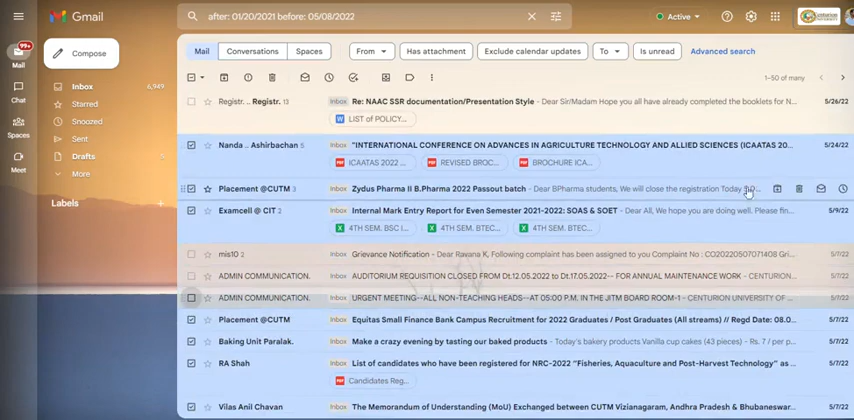 Gmail
after: 01/20/2021 before: 05/08/2022
Active
99+
Mail
Chat
Spaces
Meet
Compose
Inbox 6,949
Starred
Snoozed
Sent
Drafts
More
Labels
Mail Conversations Spaces From Has attachment Exclude calendar updates To Is unread Advanced search
1–50 of many
Registr. .. Registr. 13 Inbox Re: NAAC SSR documentation/Presentation Style - Dear Sir/Madam Hope you all have already completed the booklets for N... 5/26/22
LIST of POLICY...
Nanda .. Ashirbachan 5 Inbox "INTERNATIONAL CONFERENCE ON ADVANCES IN AGRICULTURE TECHNOLOGY AND ALLIED SCIENCES (ICAATAS 20... 5/24/22
ICAATAS 2022 ... REVISED BROC... BROCHURE ICA...
Placement @CUTM 3 Inbox Zydus Pharma II B.Pharma 2022 Passout batch - Dear BPharma students, We will close the registration Today
Examcell @ CIT 2 Inbox Internal Mark Entry Report for Even Semester 2021-2022: SOAS & SOET - Dear All, We hope you are doing well. Please fin... 5/9/22
4TH SEM. BSC I... 4TH SEM. BTEC... 4TH SEM. BTEC...
mis10 2 Inbox Grievance Notification - Dear Ravana K, Following complaint has been assigned to you Complaint No : CO20220507071408 Gri... 5/7/22
ADMIN COMMUNICATION. Inbox AUDITORIUM REQUISITION CLOSED FROM Dt.12.05.2022 to Dt.17.05.2022-- FOR ANNUAL MAINTENANCE WORK - CENTURION... 5/7/22
ADMIN COMMUNICATION. Inbox URGENT MEETING--ALL NON-TEACHING HEADS--AT 05:00 P.M. IN THE JITM BOARD ROOM-1 - CENTURION UNIVERSITY OF ... 5/7/22
Placement @CUTM Inbox Equitas Small Finance Bank Campus Recruitment for 2022 Graduates / Post Graduates (All streams) // Regd Date: 08.0... 5/7/22
Baking Unit Paralak. Inbox Make a crazy evening by tasting our baked products - Today's bakery products Vanilla cup cakes (43 pieces) - Rs. 7 / per p... 5/7/22
RA Shah Inbox List of candidates who have been registered for NRC-2022 "Fisheries, Aquaculture and Post-Harvest Technology" as ... 5/7/22
Candidates Reg...
Vilas Anil Chavan Inbox The Memorandum of Understanding (MoU) Exchanged between CUTM Vizianagaram, Andhra Pradesh & Bhubaneswar... 5/7/22